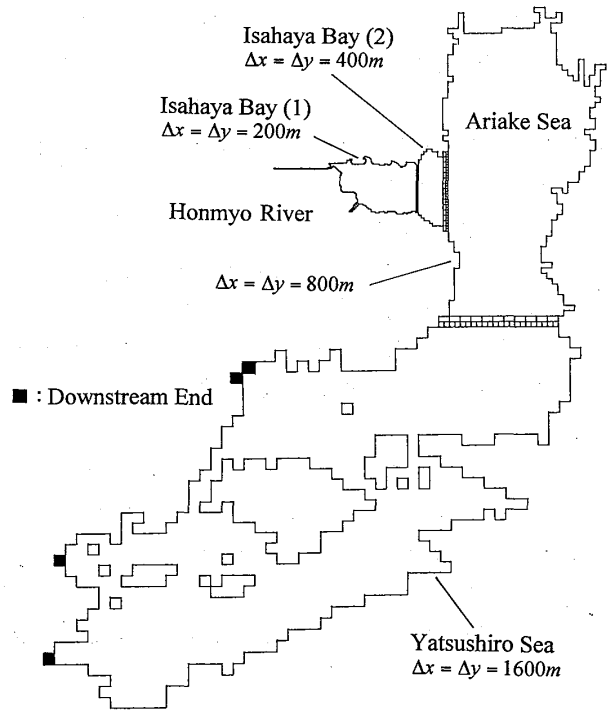 Isahaya Bay (2)
Δx = Δy = 400m
Isahaya Bay (1)
Δx = Δy = 200m
Ariake Sea
Honmyo River
Δx = Δy = 800m
■ : Downstream End
Yatsushiro Sea
Δx = Δy = 1600m